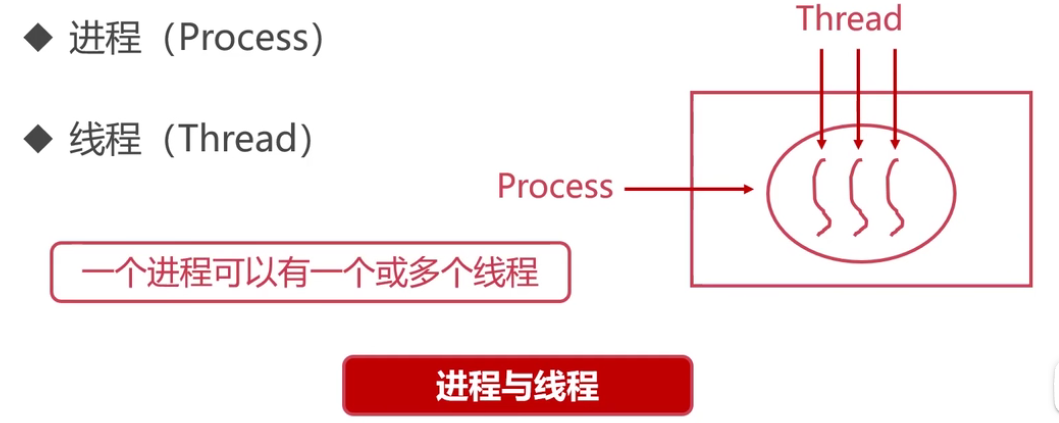 进程（Process）
线程（Thread）
Thread
Process
一个进程可以有一个或多个线程
进程与线程